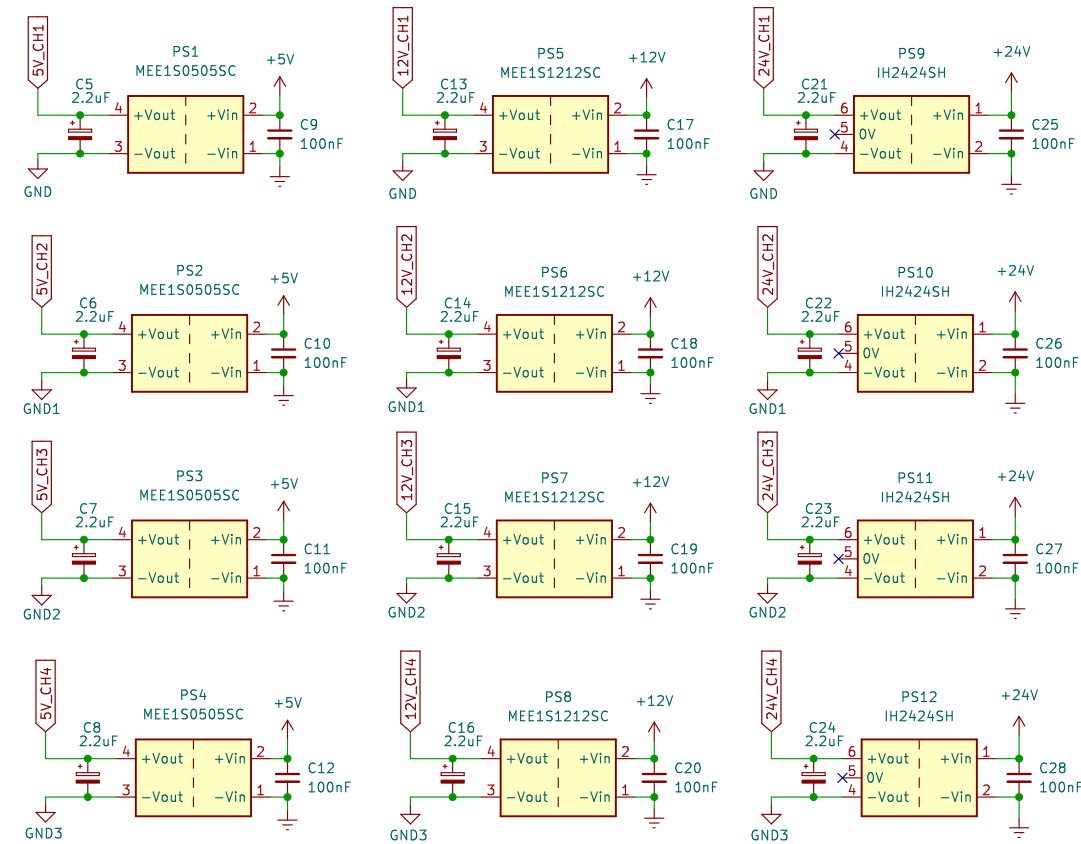 5V_CH1
PS1
MEE1S0505SC
+5V
C5
2.2uF
4
+Vout
+Vin
2
3
-Vout
-Vin
1
C9
100nF
GND
12V_CH1
PS5
MEE1S1212SC
+12V
C13
2.2uF
4
+Vout
+Vin
2
3
-Vout
-Vin
1
C17
100nF
GND
24V_CH1
PS9
IH2424SH
+24V
C21
2.2uF
6
+Vout
+Vin
1
5
0V
4
-Vout
-Vin
2
C25
100nF
GND
5V_CH2
PS2
MEE1S0505SC
+5V
C6
2.2uF
4
+Vout
+Vin
2
3
-Vout
-Vin
1
C10
100nF
GND1
12V_CH2
PS6
MEE1S1212SC
+12V
C14
2.2uF
4
+Vout
+Vin
2
3
-Vout
-Vin
1
C18
100nF
GND1
24V_CH2
PS10
IH2424SH
+24V
C22
2.2uF
6
+Vout
+Vin
1
5
0V
4
-Vout
-Vin
2
C26
100nF
GND1
5V_CH3
PS3
MEE1S0505SC
+5V
C7
2.2uF
4
+Vout
+Vin
2
3
-Vout
-Vin
1
C11
100nF
GND2
12V_CH3
PS7
MEE1S1212SC
+12V
C15
2.2uF
4
+Vout
+Vin
2
3
-Vout
-Vin
1
C19
100nF
GND2
24V_CH3
PS11
IH2424SH
+24V
C23
2.2uF
6
+Vout
+Vin
1
5
0V
4
-Vout
-Vin
2
C27
100nF
GND2
5V_CH4
PS4
MEE1S0505SC
+5V
C8
2.2uF
4
+Vout
+Vin
2
3
-Vout
-Vin
1
C12
100nF
GND3
12V_CH4
PS8
MEE1S1212SC
+12V
C16
2.2uF
4
+Vout
+Vin
2
3
-Vout
-Vin
1
C20
100nF
GND3
24V_CH4
PS12
IH2424SH
+24V
C24
2.2uF
6
+Vout
+Vin
1
5
0V
4
-Vout
-Vin
2
C28
100nF
GND3